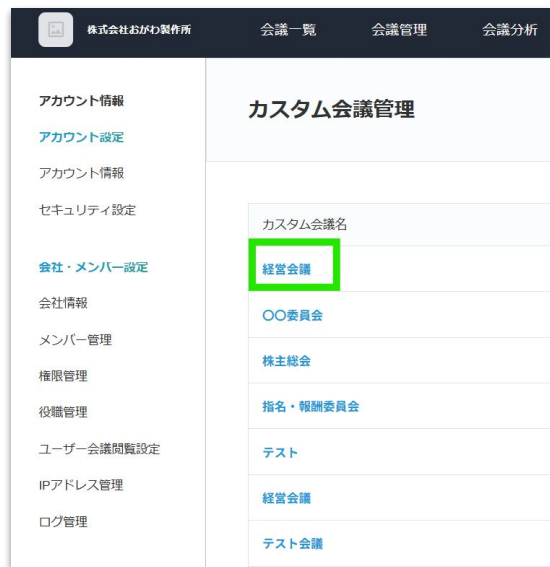 株式会社おがわ製作所
会議一覧
会議管理
会議分析
アカウント情報
アカウント設定
アカウント情報
セキュリティ設定
会社・メンバー設定
会社情報
メンバー管理
権限管理
役職管理
ユーザー会議閲覧設定
IPアドレス管理
ログ管理
カスタム会議管理
カスタム会議名
経営会議
〇〇委員会
株主総会
指名・報酬委員会
テスト
経営会議
テスト会議